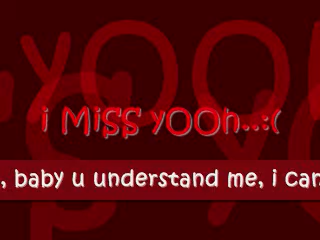 i MiSS yOOh..:(
, baby u understand me, i can